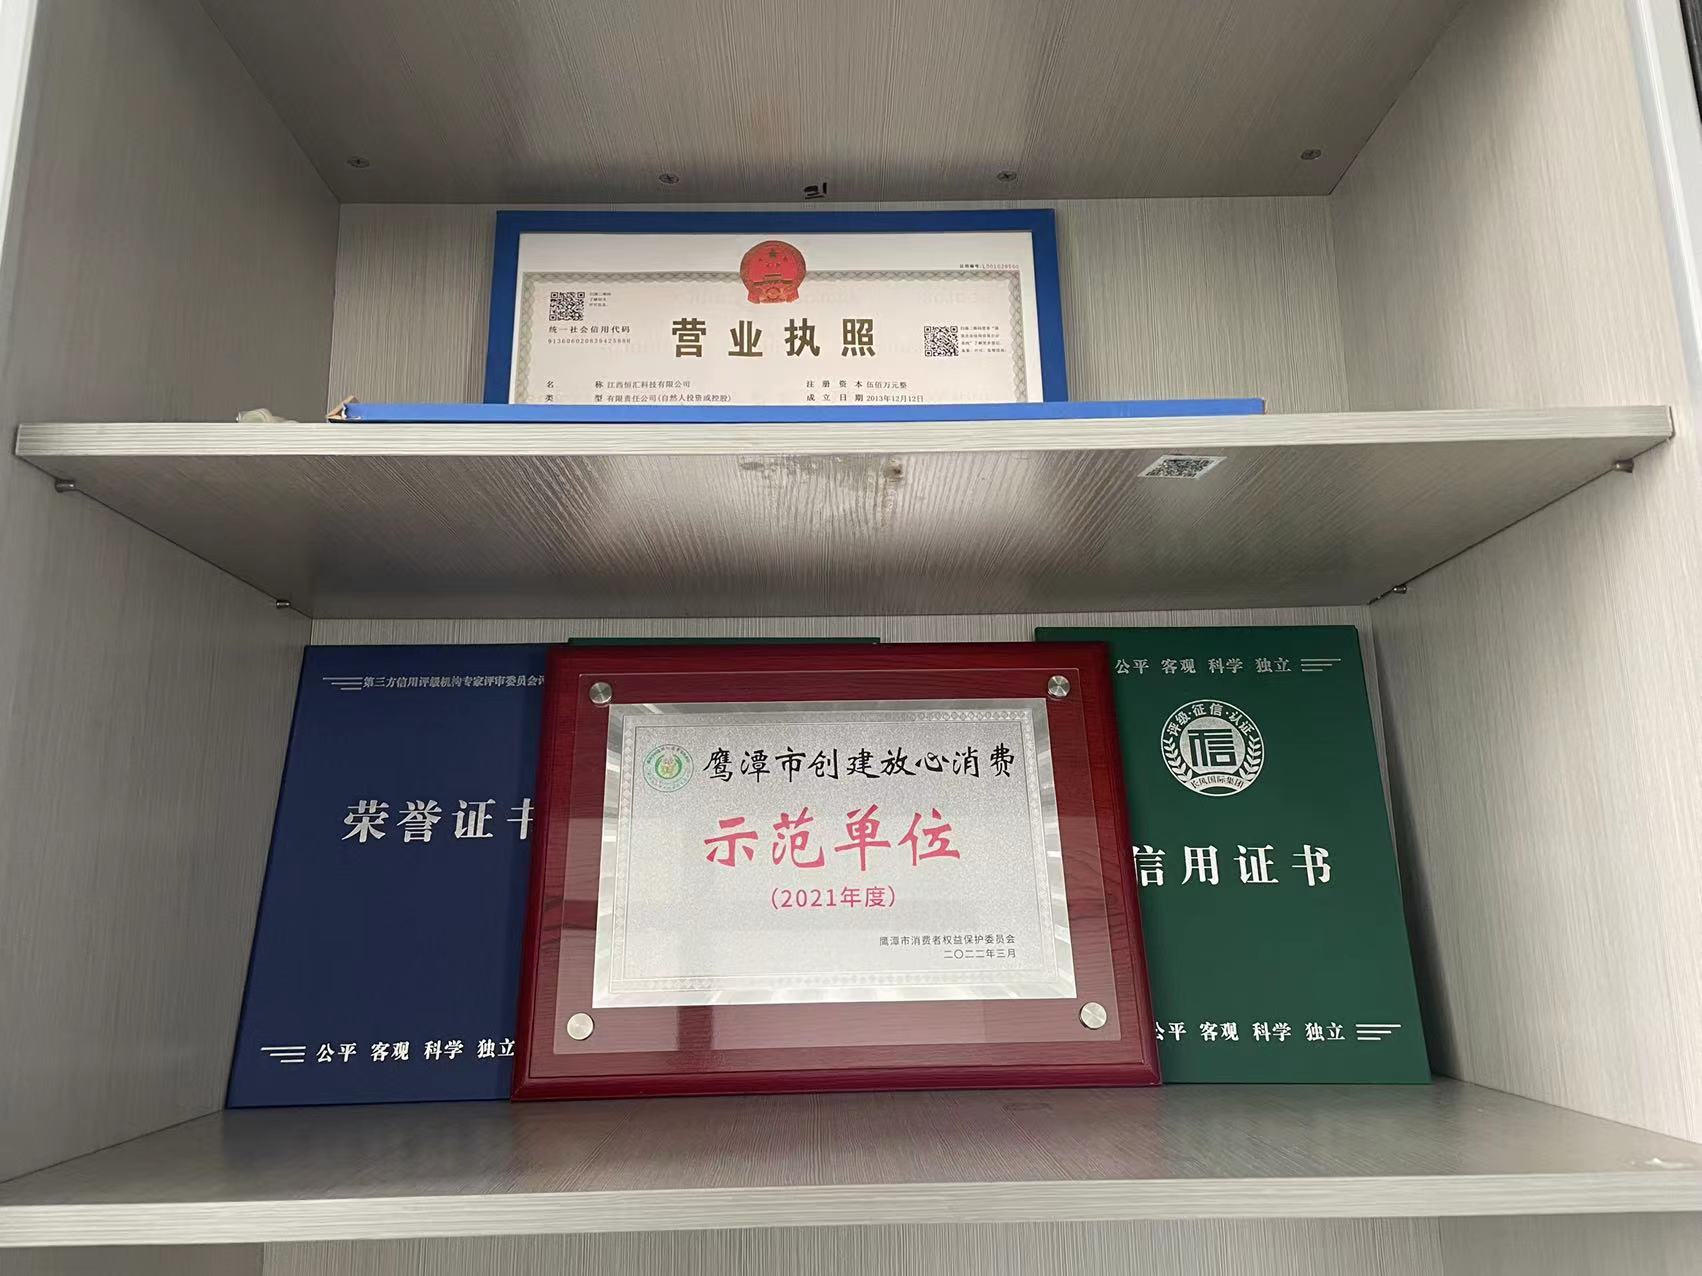 统一社会信用代码
营业执照
名称 江西恒汇科技有限公司
注册资本 伍佰万元整
类型 有限责任公司(自然人投资或控股)
成立日期 2013年12月12日
第三方信用评级机构专家评审委员会
荣誉证书
公平 客观 科学 独立
鹰潭市创建放心消费
示范单位
(2021年度)
鹰潭市消费者权益保护委员会
二〇二二年三月
公平 客观 科学 独立
评级·征信·认证
信
长风国际集团
信用证书
公平 客观 科学 独立